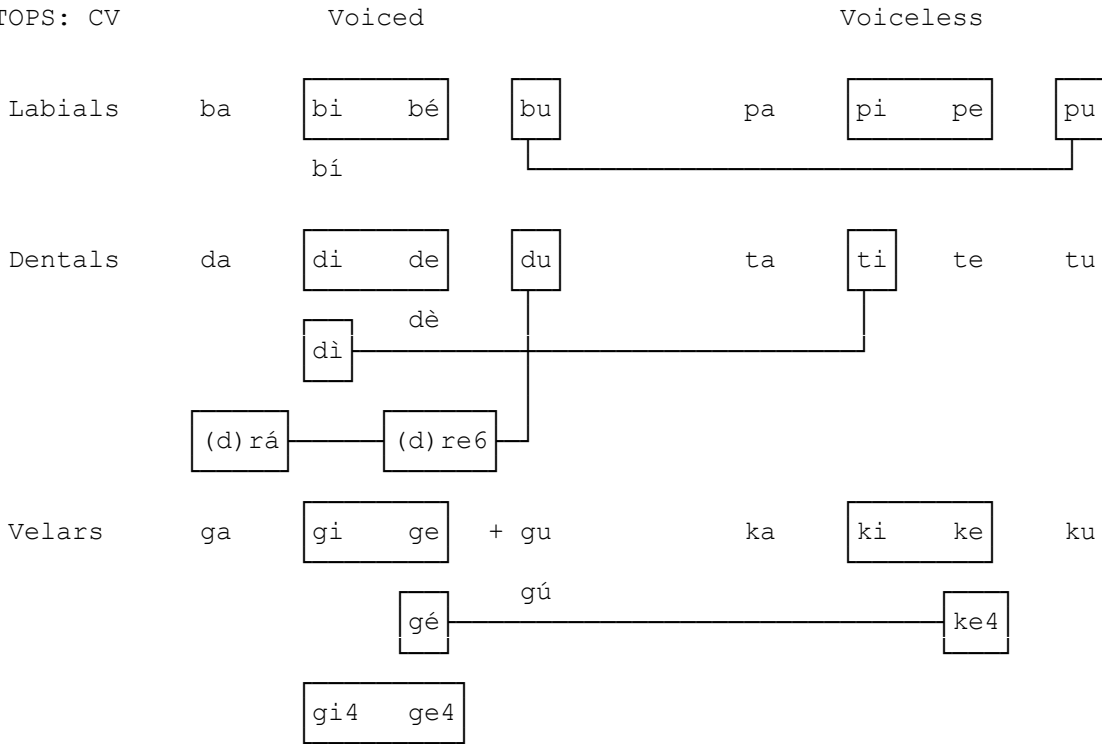 TOPS: CV Voiced Voiceless
Labials ba bi bé bu pa pi pe pu
bí
Dentals da di de du ta ti te tu
dè
dì
(d)rá (d)re6
Velars ga gi ge + gu ka ki ke ku
gú
gé ke4
gi4 ge4